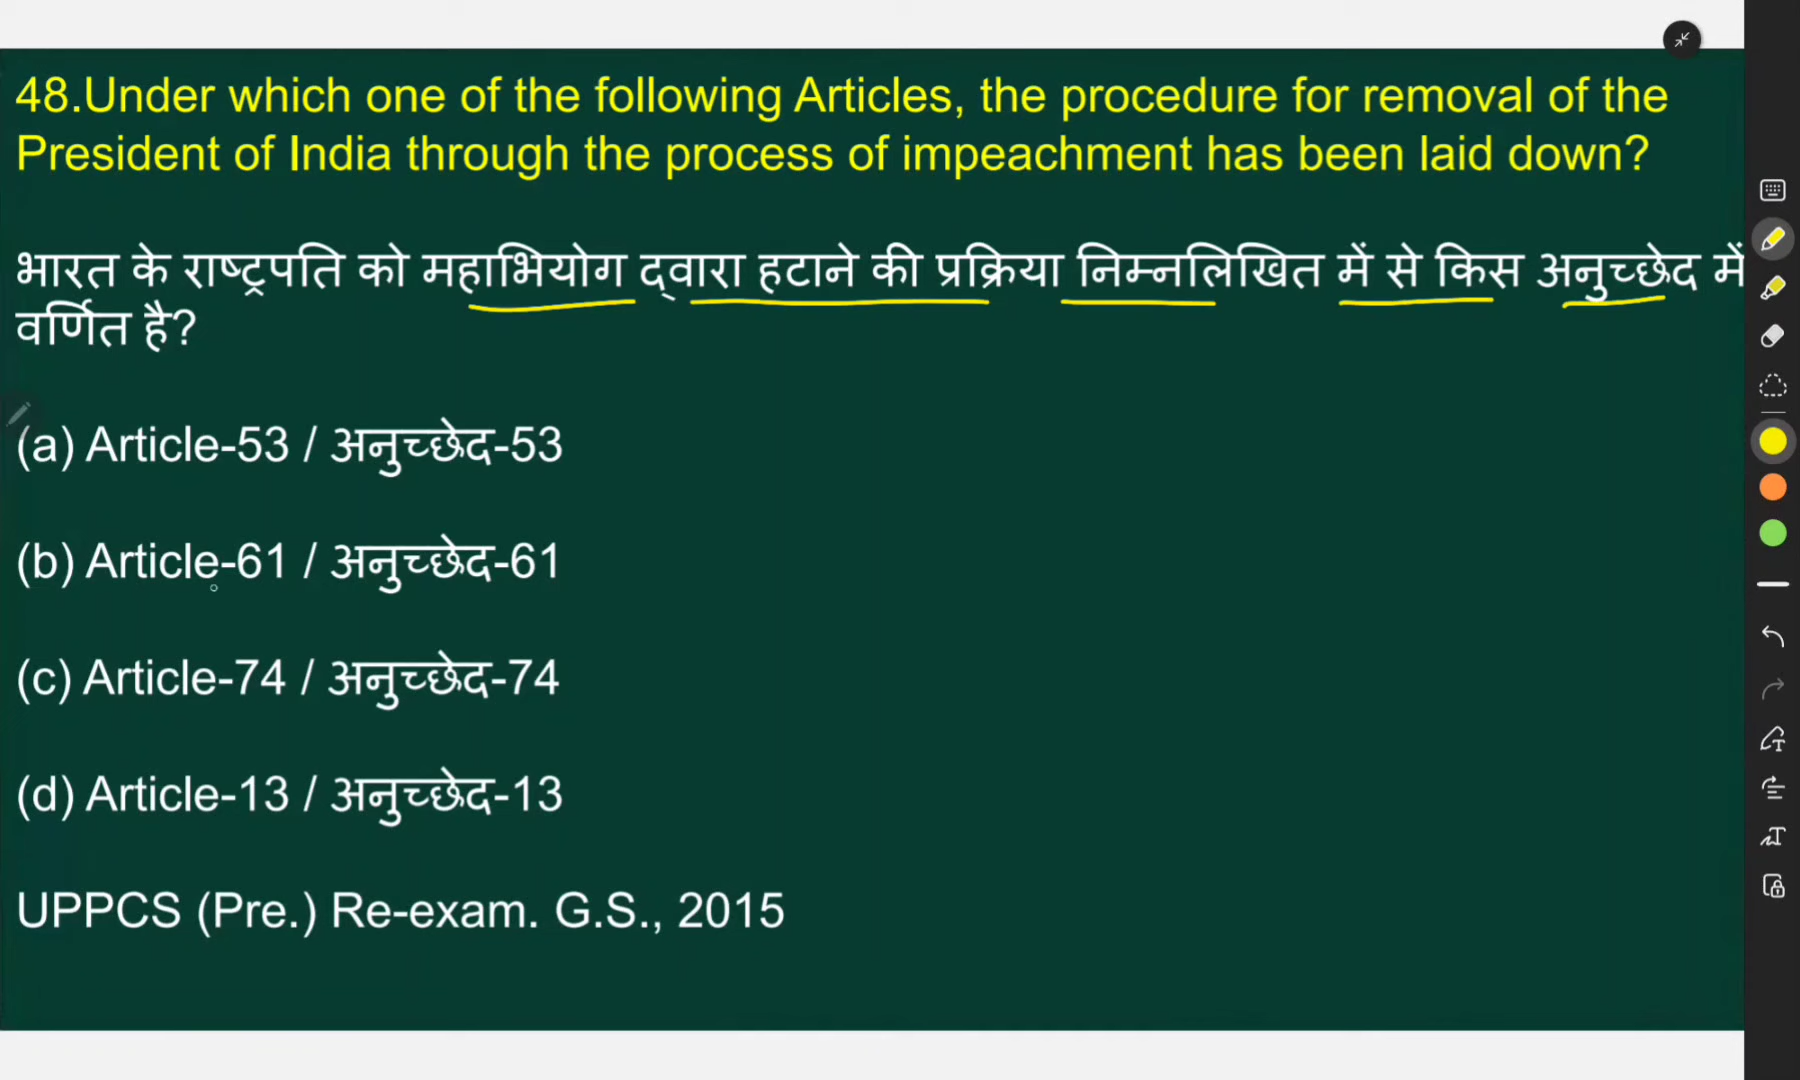 48.Under which one of the following Articles, the procedure for removal of the
President of India through the process of impeachment has been laid down?
भारत के राष्ट्रपति को महाभियोग द्वारा हटाने की प्रक्रिया निम्नलिखित में से किस अनुच्छेद में
वर्णित है?
(a) Article-53 / अनुच्छेद-53
(b) Article-61 / अनुच्छेद-61
(c) Article-74 / अनुच्छेद-74
(d) Article-13 / अनुच्छेद-13
UPPCS (Pre.) Re-exam. G.S., 2015